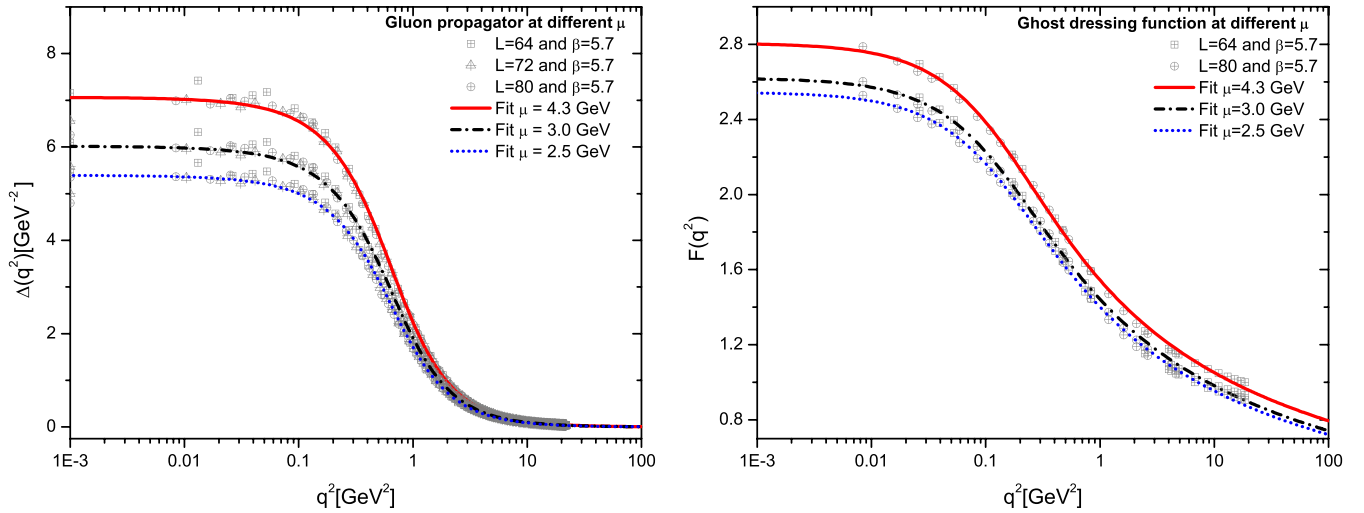 Gluon propagator at different μ
L=64 and β=5.7
L=72 and β=5.7
L=80 and β=5.7
Fit μ = 4.3 GeV
Fit μ = 3.0 GeV
Fit μ = 2.5 GeV
8
6
4
2
0
Δ(q²)[GeV⁻²]
1E-3 0.01 0.1 1 10 100
q²[GeV²]
Ghost dressing function at different μ
L=64 and β=5.7
L=80 and β=5.7
Fit μ=4.3 GeV
Fit μ=3.0 GeV
Fit μ=2.5 GeV
2.8
2.4
2.0
1.6
1.2
0.8
F(q²)
1E-3 0.01 0.1 1 10 100
q²[GeV²]